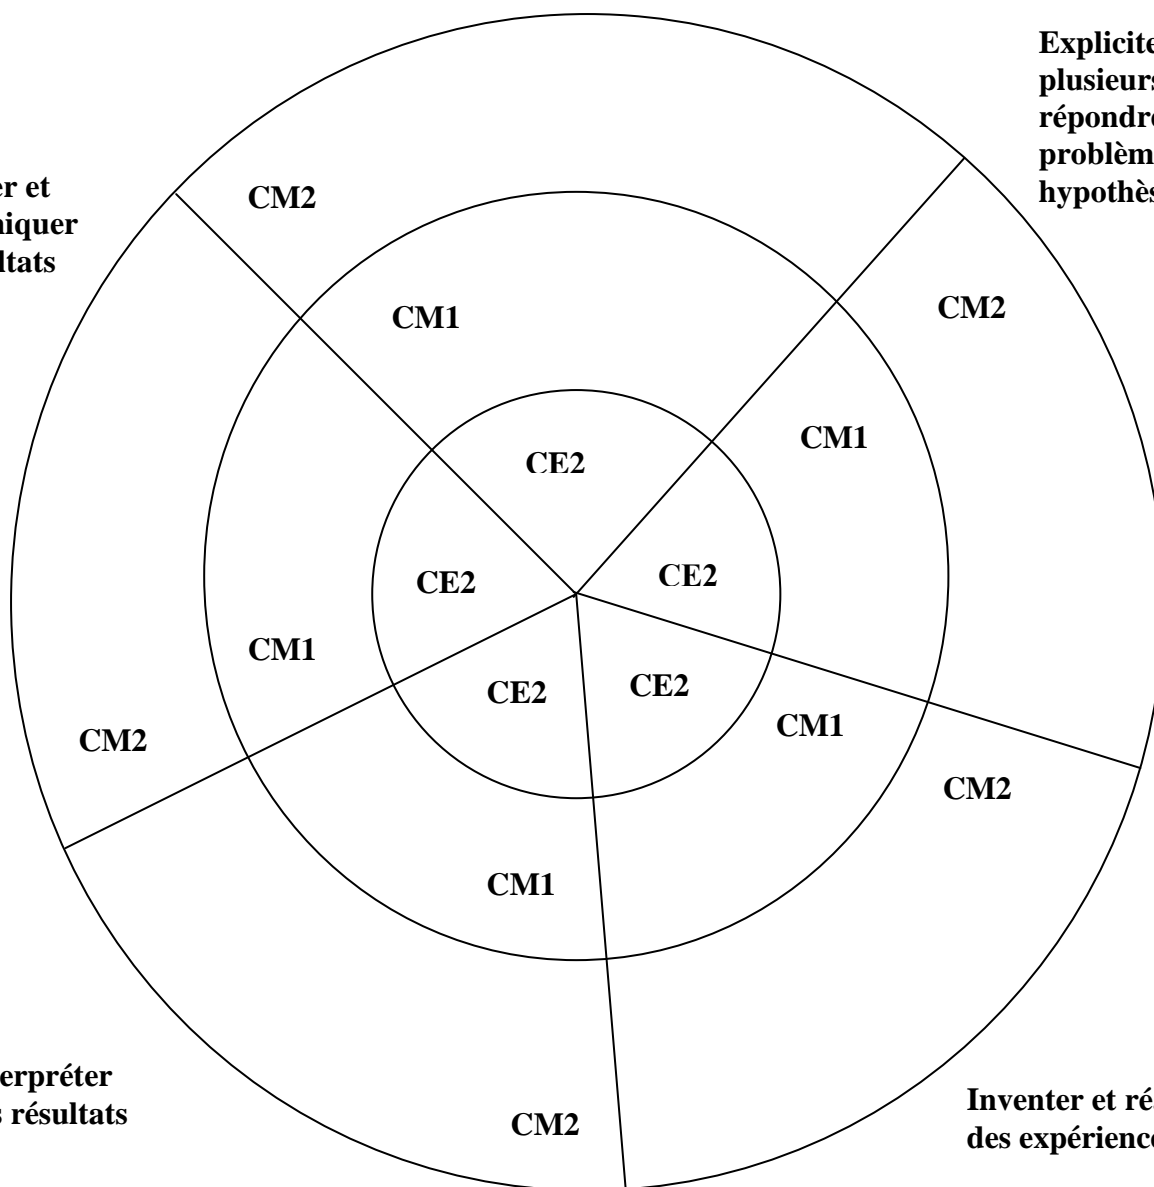 Explicite
plusieurs
répondre
problèm
hypothès
er et
niquer
ltats
CM2
CM1
CE2
CM2
CM1
CE2
CE2
CM1
CM2
CE2
CM1
CM2
CE2
CM1
CM2
erpréter
s résultats
Inventer et ré
des expérience